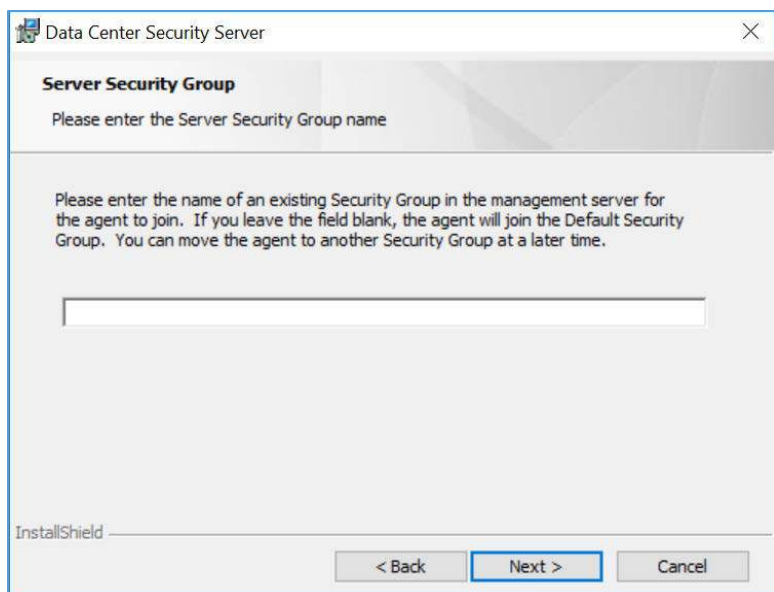 Data Center Security Server
Server Security Group
Please enter the Server Security Group name
Please enter the name of an existing Security Group in the management server for
the agent to join.  If you leave the field blank, the agent will join the Default Security
Group.  You can move the agent to another Security Group at a later time.
InstallShield
< Back
Next >
Cancel